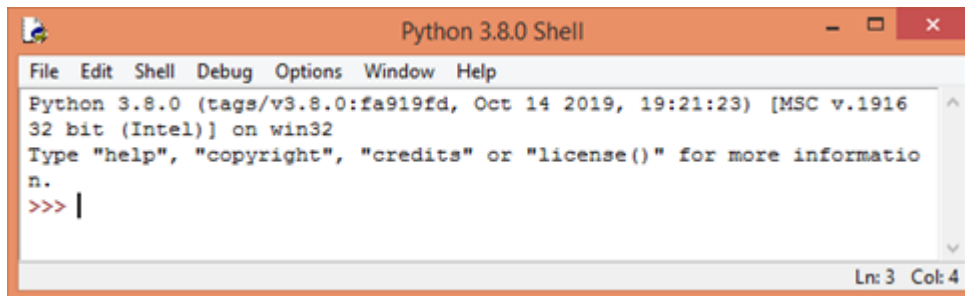 Python 3.8.0 Shell
File Edit Shell Debug Options Window Help
Python 3.8.0 (tags/v3.8.0:fa919fd, Oct 14 2019, 19:21:23) [MSC v.1916
32 bit (Intel)] on win32
Type "help", "copyright", "credits" or "license()" for more informatio
n.
>>>
Ln: 3 Col: 4